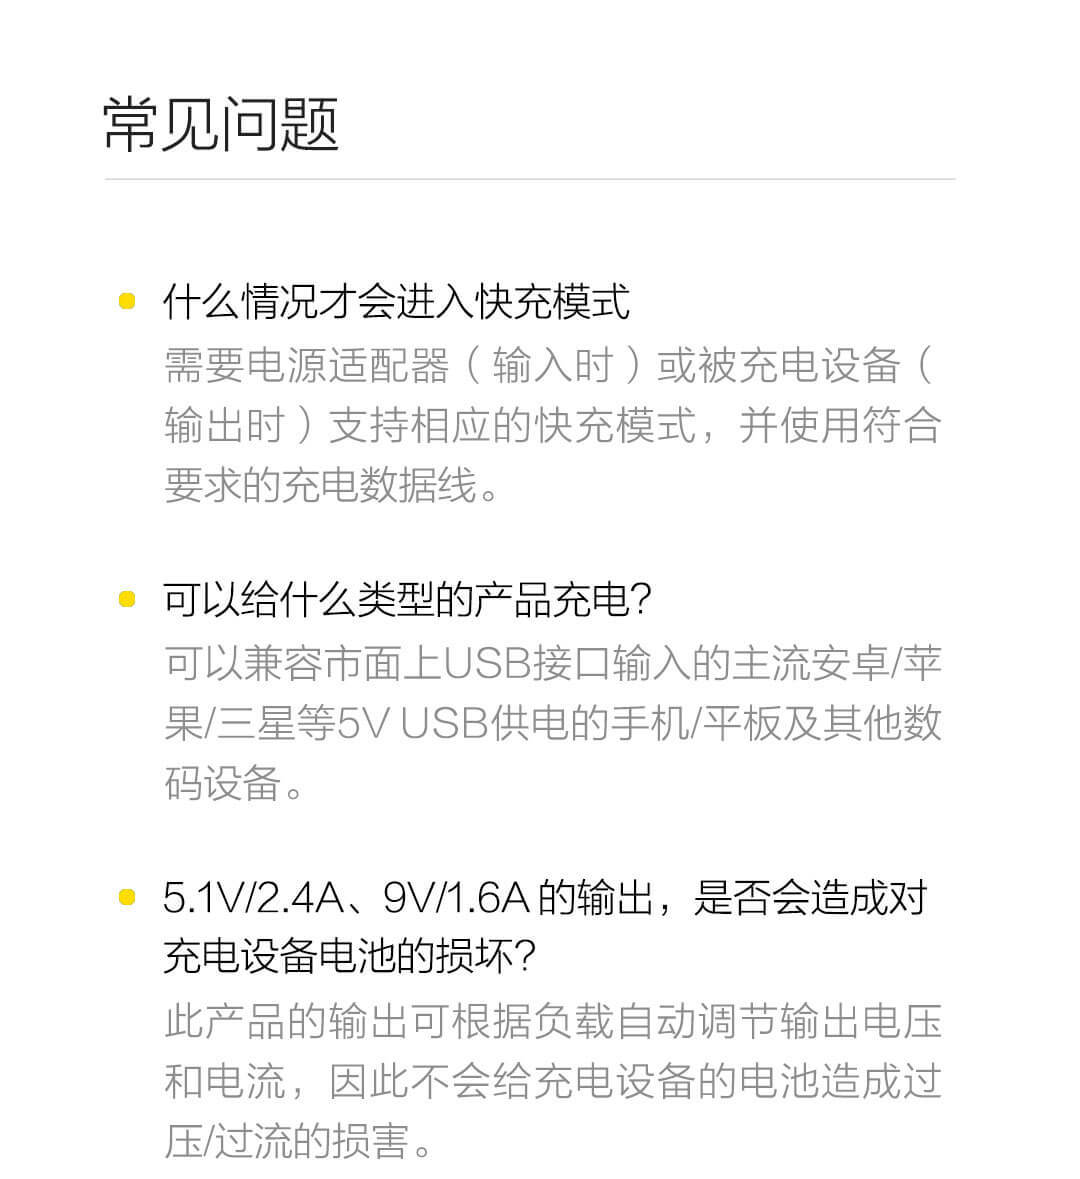 常见问题
什么情况才会进入快充模式
需要电源适配器（输入时）或被充电设备（
输出时）支持相应的快充模式，并使用符合
要求的充电数据线。
可以给什么类型的产品充电？
可以兼容市面上USB接口输入的主流安卓/苹
果/三星等5V USB供电的手机/平板及其他数
码设备。
5.1V/2.4A、9V/1.6A 的输出，是否会造成对
充电设备电池的损坏？
此产品的输出可根据负载自动调节输出电压
和电流，因此不会给充电设备的电池造成过
压/过流的损害。